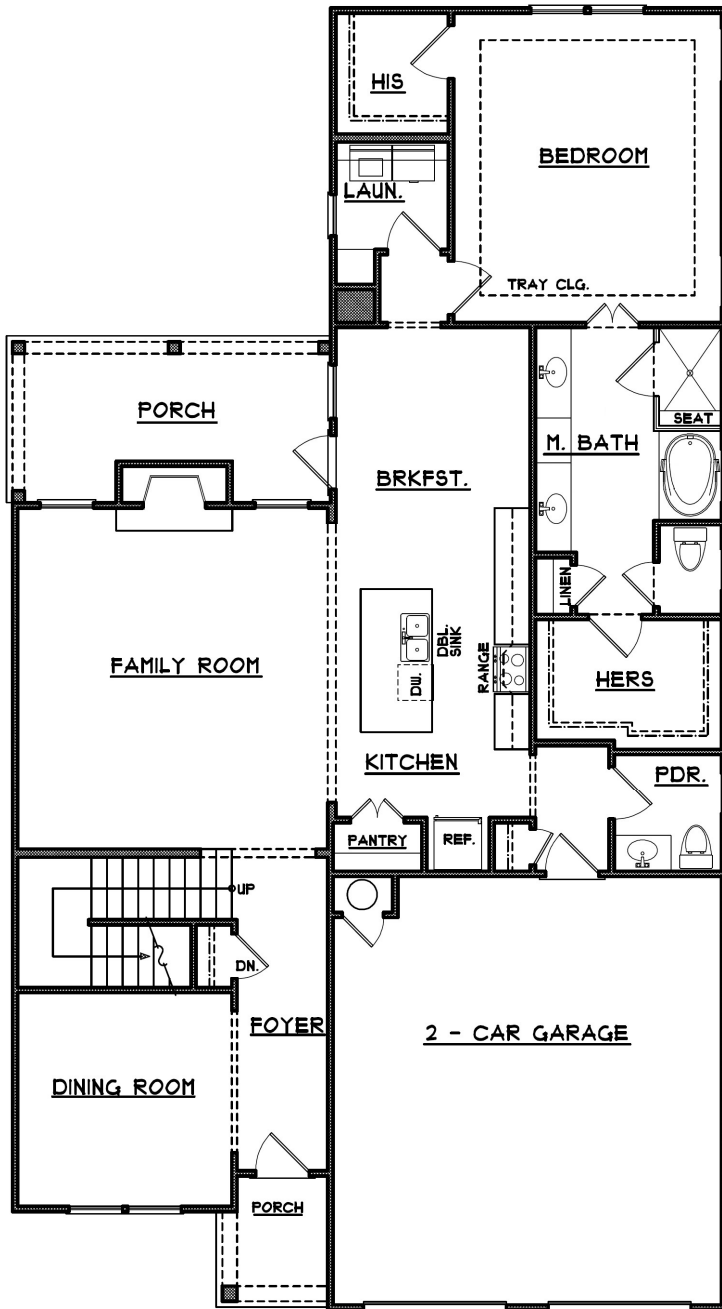 HIS
BEDROOM
LAUN.
TRAY CLG.
PORCH
SEAT
M. BATH
BRKFST.
LINEN
DBL.
SINK
FAMILY ROOM
RANGE
DW.
HERS
KITCHEN
PDR.
PANTRY
REF.
UP
DN.
FOYER
2 - CAR GARAGE
DINING ROOM
PORCH